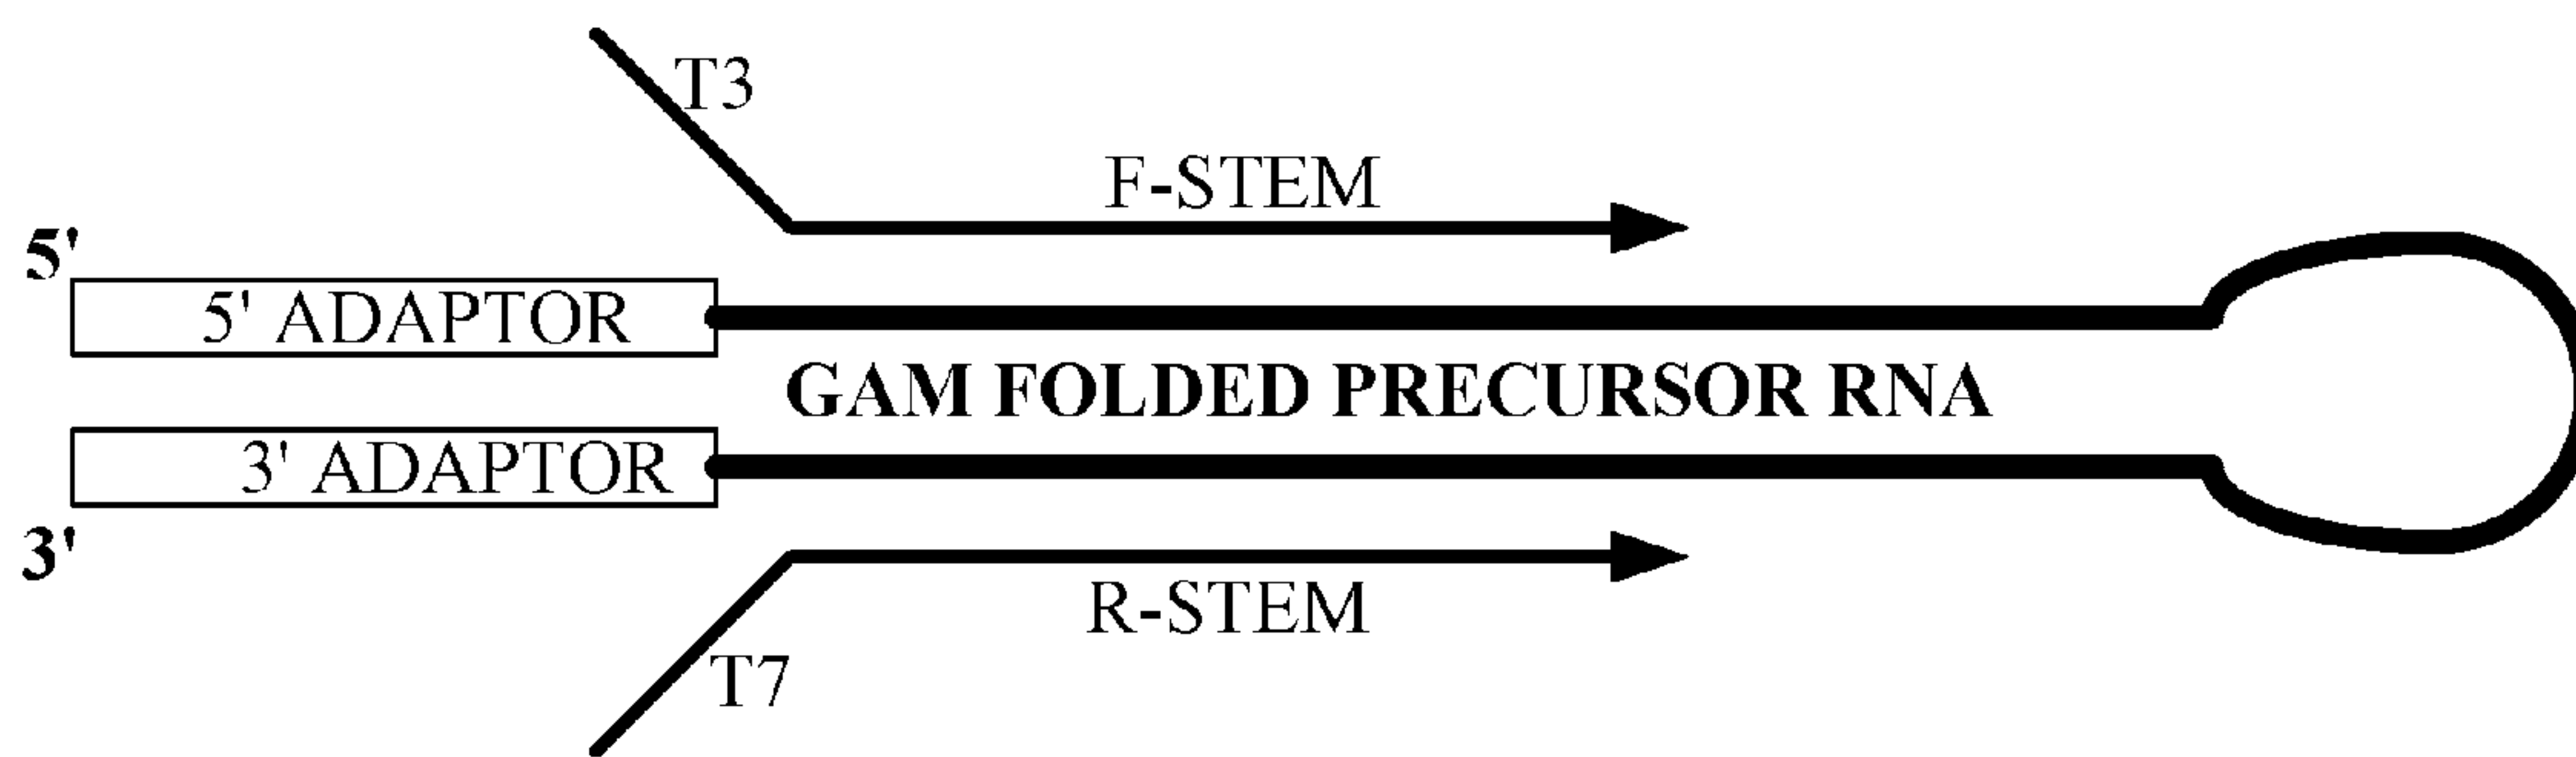 T3
F-STEM
5'
5' ADAPTOR
GAM FOLDED PRECURSOR RNA
3' ADAPTOR
3'
R-STEM
T7